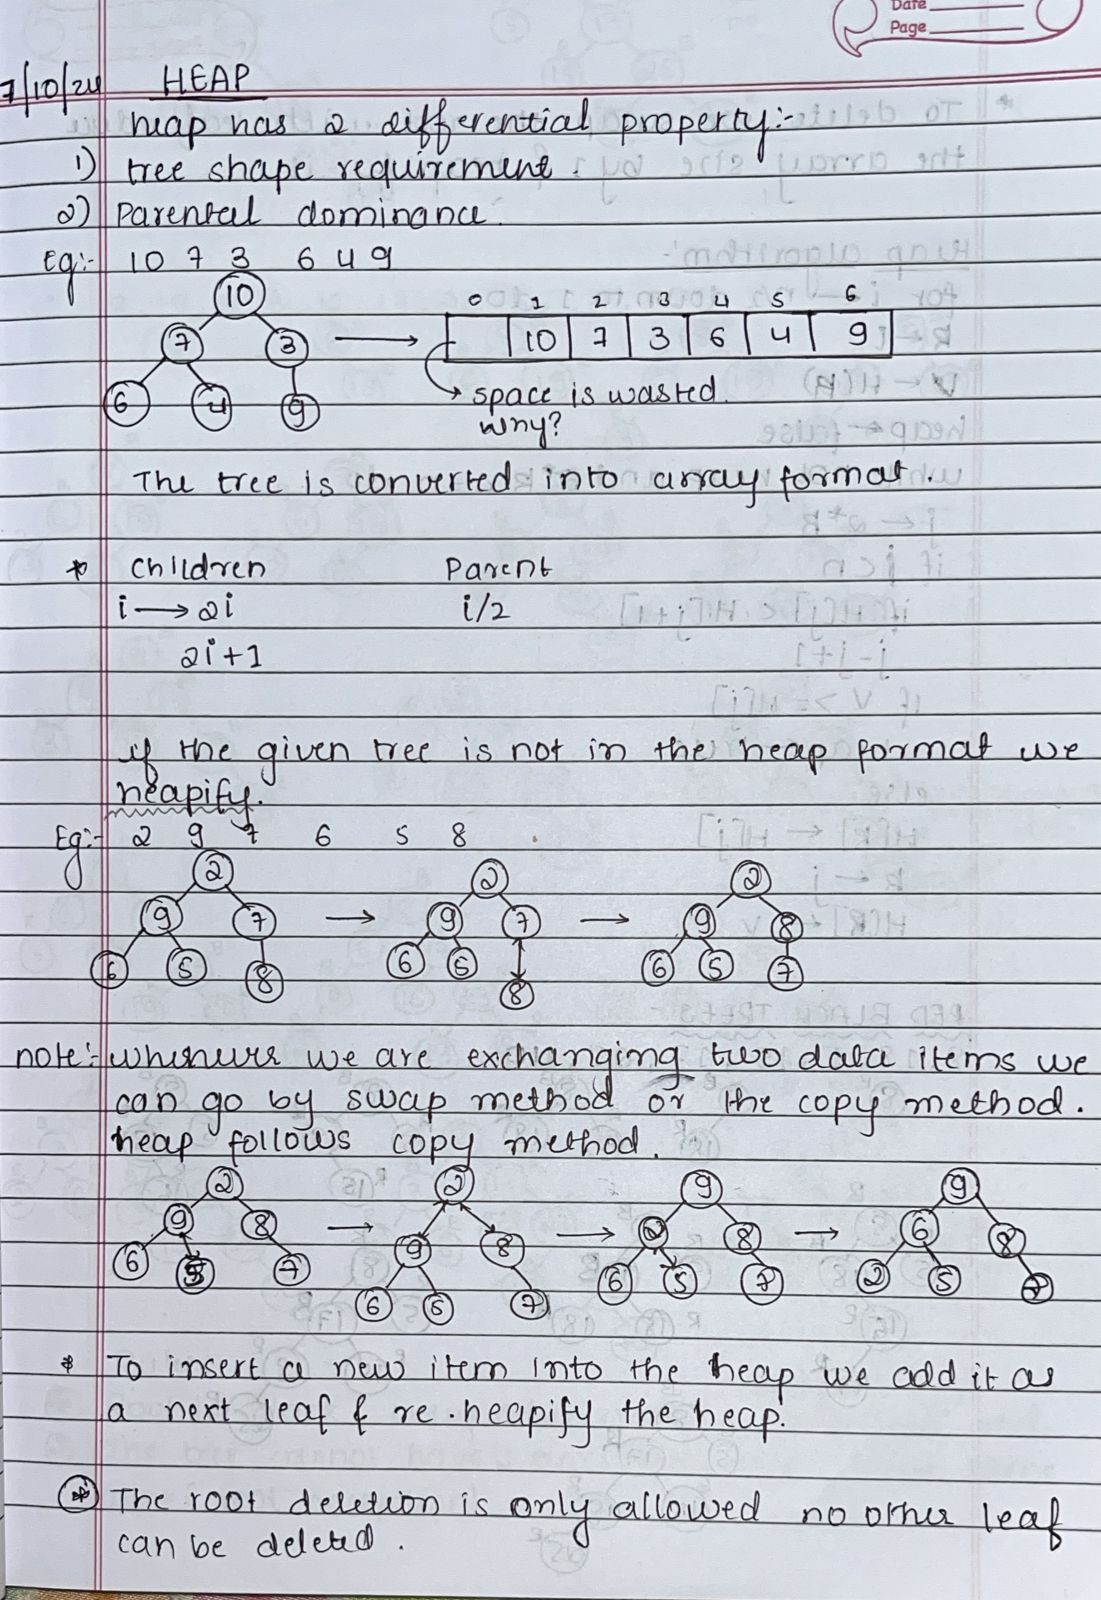 Date
Page
7/10/24 HEAP
heap has 2 differential property:-
1) tree shape requirement.
2) Parental dominance.
Eg:- 10 7 3 6 4 9
10
0 1 2 3 4 5 6
7 3
10 7 3 6 4 9
6 4 9
space is wasted.
why?
The tree is converted into array format.
* Children Parent
i → 2i i/2
2i+1
if the given tree is not in the heap format we
heapify.
Eg:- 2 9 7 6 5 8
2 2 2
9 7 → 9 7 → 9 8
6 5 8 6 5 8 6 5 7
note:- whenever we are exchanging two data items we
can go by swap method or the copy method.
heap follows copy method.
2 2 9 9
9 8 → 9 8 → 2 8 → 6 8
6 5 7 6 5 7 6 5 7 2 5 7
* To insert a new item into the heap we add it as
a next leaf & re-heapify the heap.
* The root deletion is only allowed no other leaf
can be deleted.